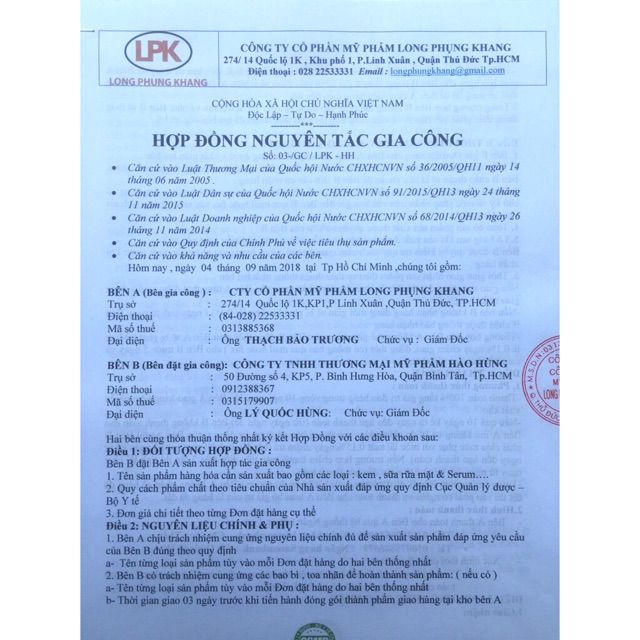 LPK
LONG PHUNG KHANG
CÔNG TY CỔ PHẦN MỸ PHẨM LONG PHỤNG KHANG
274/ 14 Quốc lộ 1K , Khu phố 1, P.Linh Xuân , Quận Thủ Đức Tp.HCM
Điện thoại : 028 22533331 Email : longphungkhang@gmail.com
CỘNG HÒA XÃ HỘI CHỦ NGHĨA VIỆT NAM
Độc Lập – Tự Do – Hạnh Phúc
----------***---------
HỢP ĐỒNG NGUYÊN TẮC GIA CÔNG
Số: 03-/GC / LPK - HH
• Căn cứ vào Luật Thương Mại của Quốc hội Nước CHXHCNVN số 36/2005/QH11 ngày 14
tháng 06 năm 2005 .
• Căn cứ vào Luật Dân sự của Quốc hội Nước CHXHCNVN số 91/2015/QH13 ngày 24 tháng
11 năm 2015
• Căn cứ vào Luật Doanh nghiệp của Quốc hội Nước CHXHCNVN số 68/2014/QH13 ngày 26
tháng 11 năm 2014
• Căn cứ vào Quy định của Chính Phủ về việc tiêu thụ sản phẩm.
• Căn cứ vào khả năng và nhu cầu của các bên.
Hôm nay , ngày 04 tháng 09 năm 2018 tại Tp Hồ Chí Minh ,chúng tôi gồm:
BÊN A (Bên gia công ) : CTY CỔ PHẦN MỸ PHẨM LONG PHỤNG KHANG
Trụ sở : 274/14 Quốc lộ 1K,KP1,P Linh Xuân ,Quận Thủ Đức, TP.HCM
Điện thoại : (84-028) 22533331
Mã số thuế : 0313885368
Đại diện : Ông THẠCH BẢO TRƯƠNG Chức vụ : Giám Đốc
BÊN B (Bên đặt gia công): CÔNG TY TNHH THƯƠNG MẠI MỸ PHẨM HÀO HÙNG
Trụ sở : 50 Đường số 4, KP5, P. Bình Hưng Hòa, Quận Bình Tân, Tp.HCM
Điện thoại : 0912388367
Mã số thuế : 0315179907
Đại diện : Ông LÝ QUỐC HÙNG: Chức vụ: Giám Đốc
Hai bên cùng thỏa thuận thống nhất ký kết Hợp Đồng với các điều khoản sau:
Điều 1: ĐỐI TƯỢNG HỢP ĐỒNG :
Bên B đặt Bên A sản xuất hợp tác gia công
1. Tên sản phẩm hàng hóa cần sản xuất bao gồm các loại : kem , sữa rửa mặt & Serum….
2. Quy cách phẩm chất theo tiêu chuẩn của Nhà sản xuất đáp ứng quy định Cục Quản lý dược –
Bộ Y tế
3. Đơn giá chi tiết theo từng Đơn đặt hàng cụ thể
Điều 2: NGUYÊN LIỆU CHÍNH & PHỤ :
1. Bên A chịu trách nhiệm cung ứng nguyên liệu chính đủ để sản xuất sản phẩm đáp ứng yêu cầu
của Bên B đúng theo quy định
a- Tên từng loại sản phẩm tùy vào mỗi Đơn đặt hàng do hai bên thống nhất
2. Bên B có trách nhiệm cung ứng các bao bì , toa nhãn để hoàn thành sản phẩm: ( nếu có )
a- Tên từng loại sản phẩm tùy vào mỗi Đơn đặt hàng do hai bên thống nhất
b- Thời gian giao 03 ngày trước khi tiến hành đóng gói thành phẩm giao hàng tại kho bên A